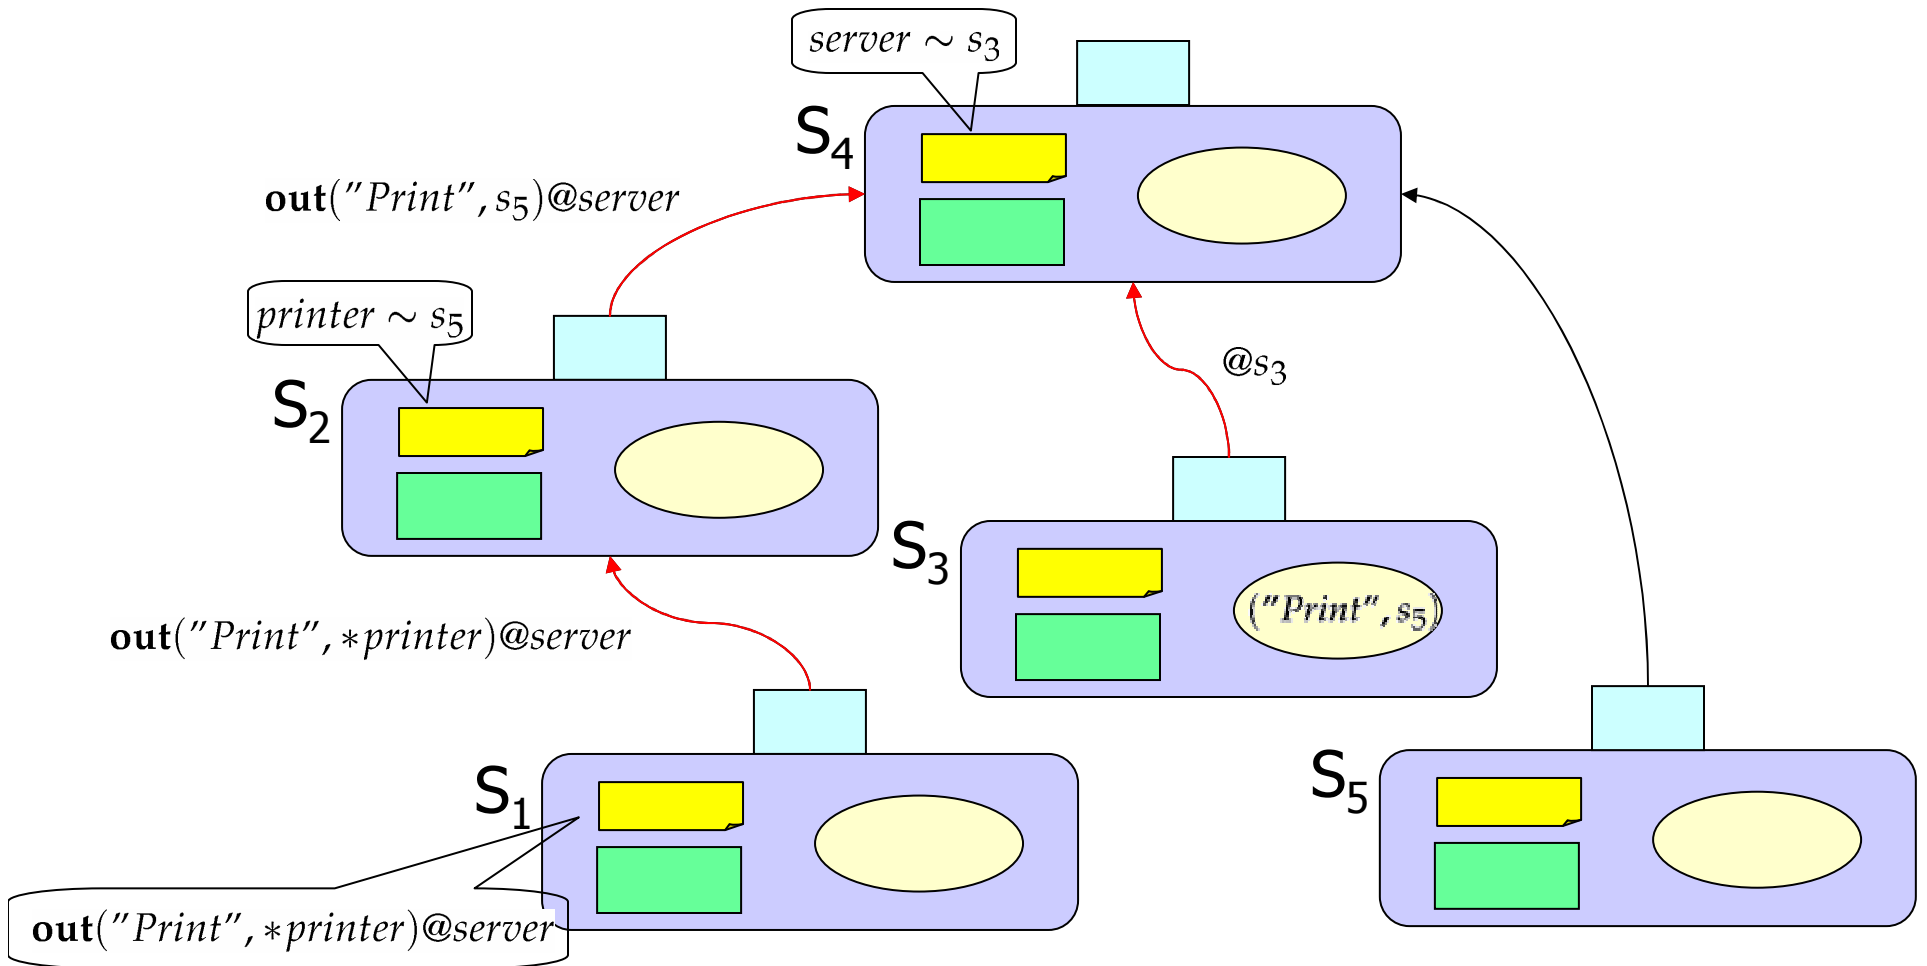 server ∼ s₃
S₄
out(″Print″, s₅)@server
printer ∼ s₅
@s₃
S₂
S₃
(″Print″, s₅)
out(″Print″, ∗printer)@server
S₁
S₅
out(″Print″, ∗printer)@server